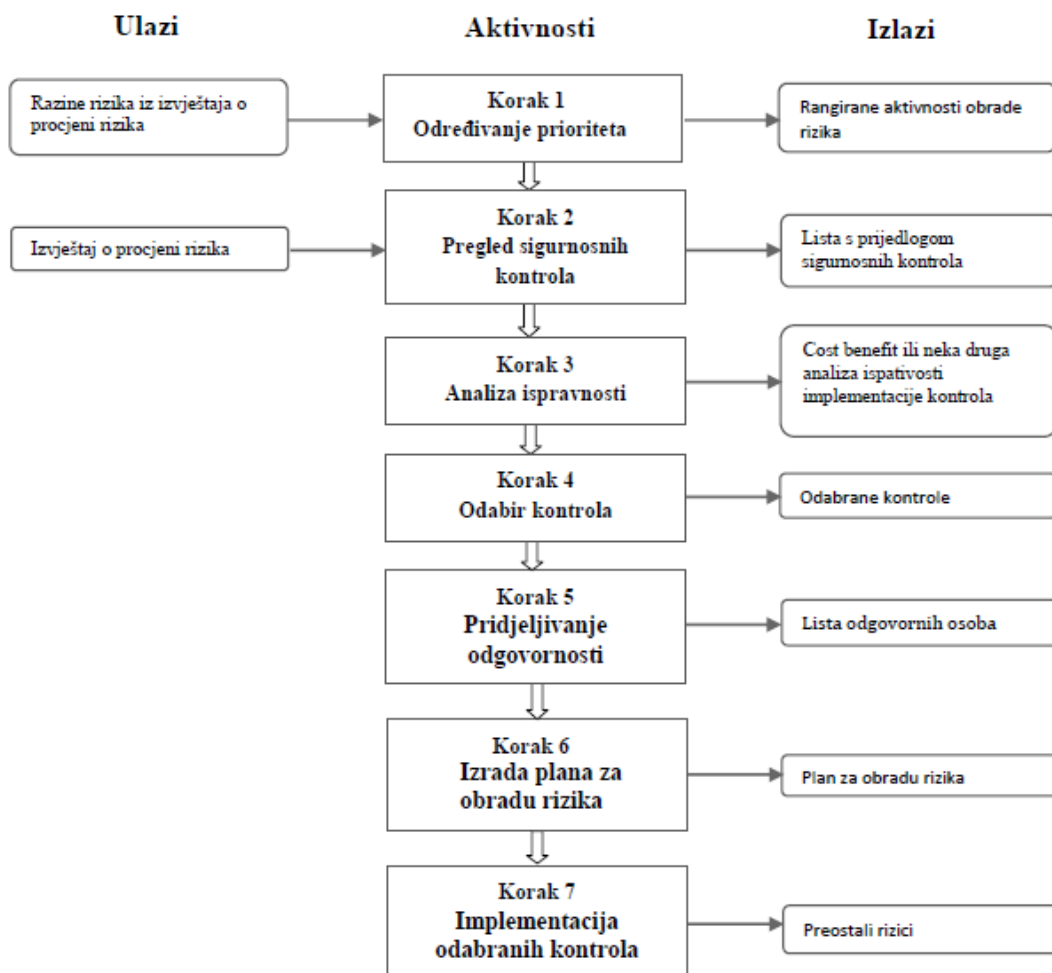 Ulazi
Aktivnosti
Izlazi
Razine rizika iz izvještaja o
procjeni rizika
Korak 1
Određivanje prioriteta
Rangirane aktivnosti obrade
rizika
Izvještaj o procjeni rizika
Korak 2
Pregled sigurnosnih
kontrola
Lista s prijedlogom
sigurnosnih kontrola
Korak 3
Analiza ispravnosti
Cost benefit ili neka druga
analiza ispativosti
implementacije kontrola
Korak 4
Odabir kontrola
Odabrane kontrole
Korak 5
Pridjeljivanje
odgovornosti
Lista odgovornih osoba
Korak 6
Izrada plana za
obradu rizika
Plan za obradu rizika
Korak 7
Implementacija
odabranih kontrola
Preostali rizici